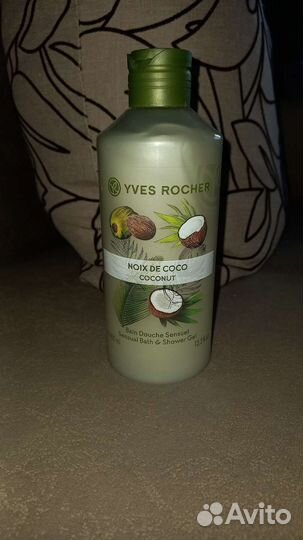 YVES ROCHER
NOIX DE COCO
COCONUT
Bain Douche Sensuel
Sensual Bath & Shower Gel
Avito